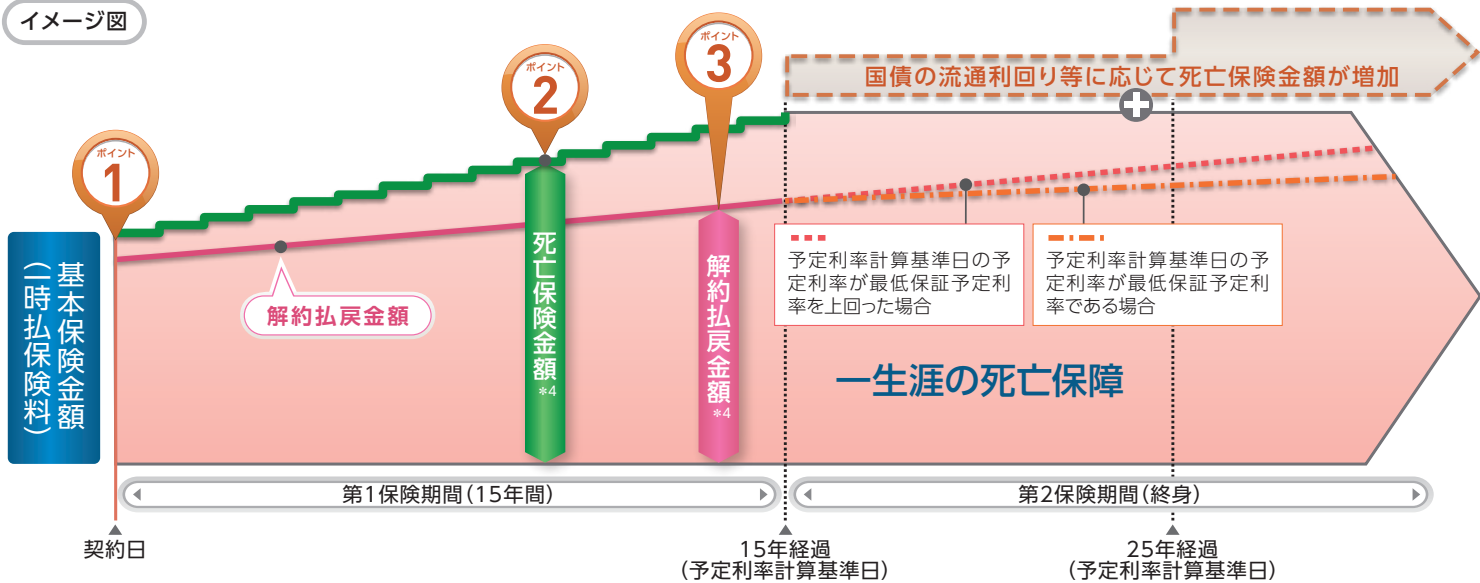 イメージ図
ポイント
1
ポイント
2
ポイント
3
国債の流通利回り等に応じて死亡保険金額が増加
基本保険金額
(一時払保険料)
解約払戻金額
死亡保険金額*4
解約払戻金額*4
予定利率計算基準日の予
定利率が最低保証予定利
率を上回った場合
予定利率計算基準日の予
定利率が最低保証予定利
率である場合
一生涯の死亡保障
第1保険期間(15年間)
第2保険期間(終身)
契約日
15年経過
(予定利率計算基準日)
25年経過
(予定利率計算基準日)